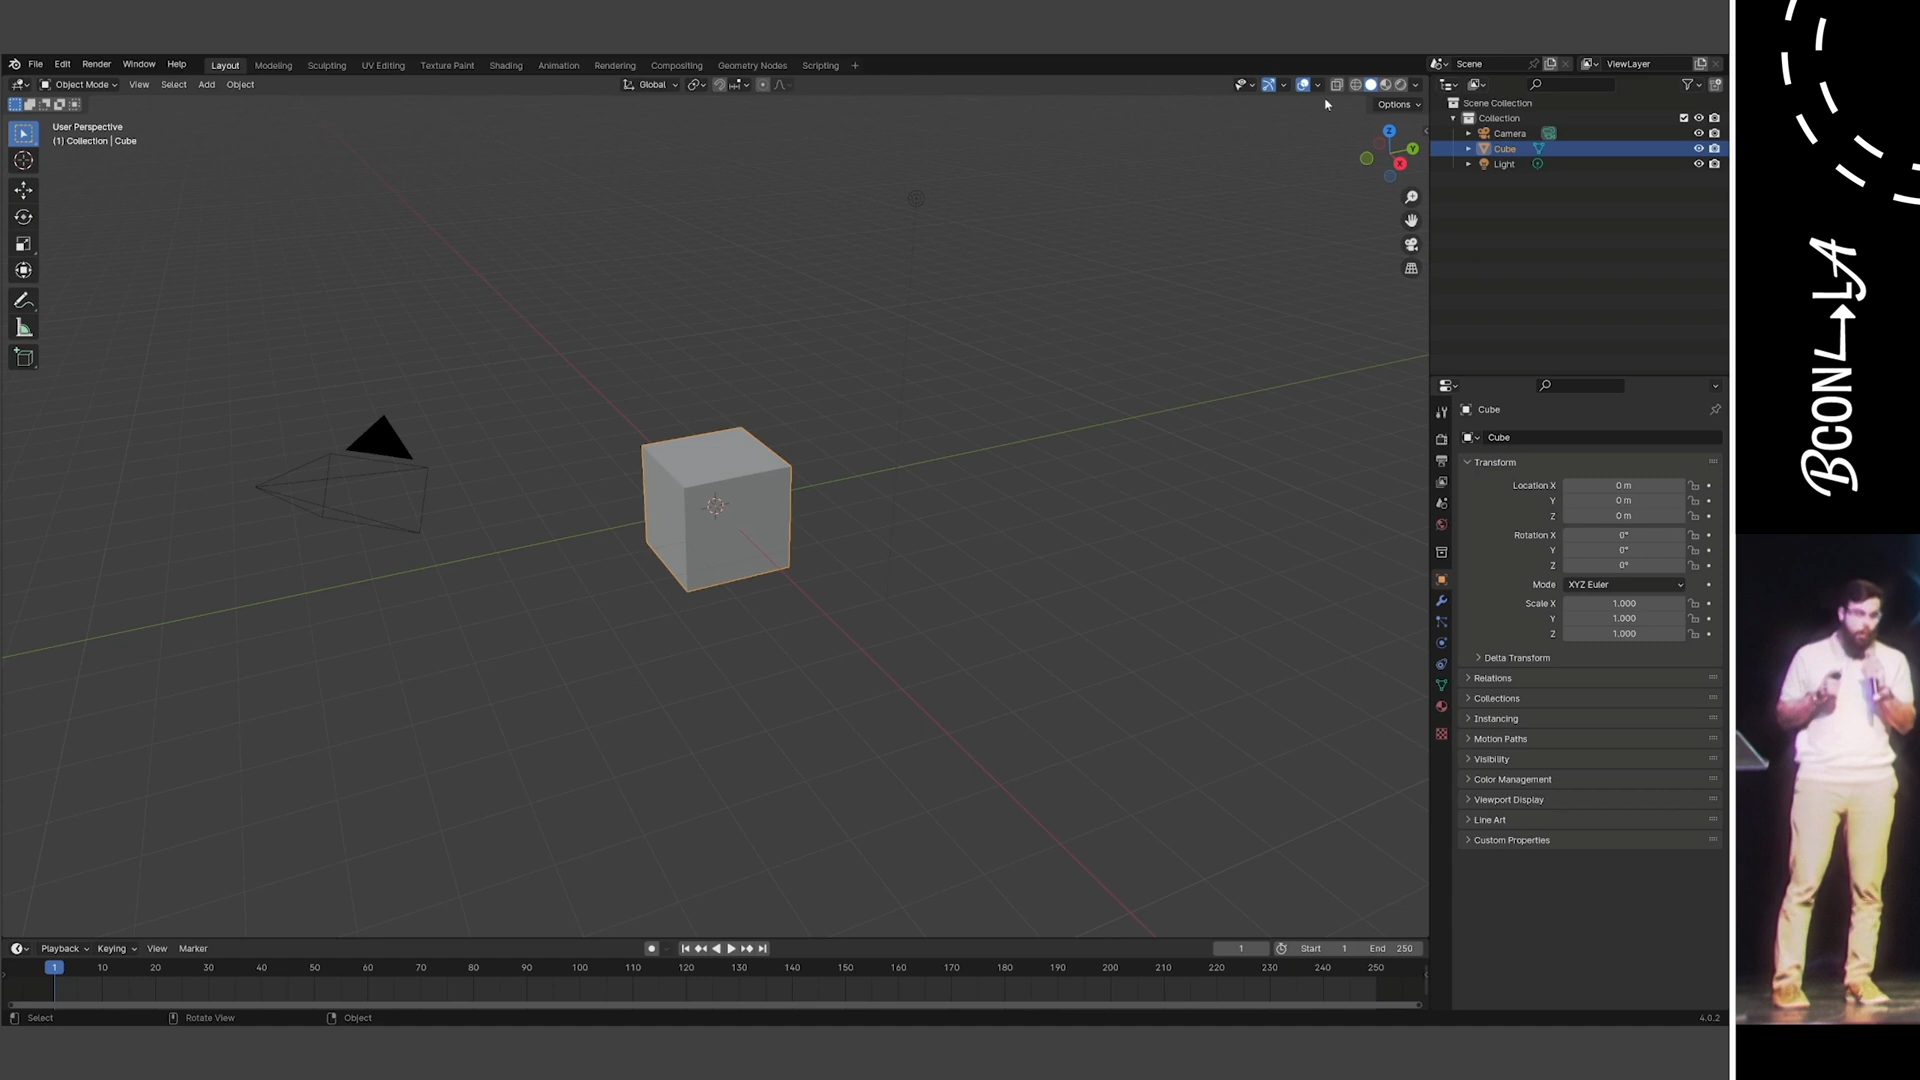 File Edit Render Window Help
Layout Modeling Sculpting UV Editing Texture Paint Shading Animation Rendering Compositing Geometry Nodes Scripting +
Scene
ViewLayer
Object Mode View Select Add Object
Global
Options
User Perspective
(1) Collection | Cube
Z
Y
X
Scene Collection
Collection
Camera
Cube
Light
Cube
Cube
Transform
Location X 0 m
Y 0 m
Z 0 m
Rotation X 0°
Y 0°
Z 0°
Mode XYZ Euler
Scale X 1.000
Y 1.000
Z 1.000
Delta Transform
Relations
Collections
Instancing
Motion Paths
Visibility
Color Management
Viewport Display
Line Art
Custom Properties
Playback Keying View Marker
1 Start 1 End 250
1 10 20 30 40 50 60 70 80 90 100 110 120 130 140 150 160 170 180 190 200 210 220 230 240 250
Select Rotate View Object
4.0.2
BCON LA